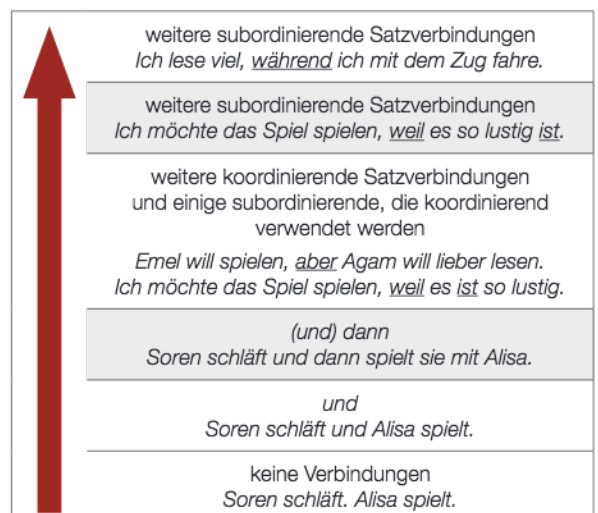 weitere subordinierende Satzverbindungen
Ich lese viel, während ich mit dem Zug fahre.
weitere subordinierende Satzverbindungen
Ich möchte das Spiel spielen, weil es so lustig ist.
weitere koordinierende Satzverbindungen
und einige subordinierende, die koordinierend
verwendet werden
Emel will spielen, aber Agam will lieber lesen.
Ich möchte das Spiel spielen, weil es ist so lustig.
(und) dann
Soren schläft und dann spielt sie mit Alisa.
und
Soren schläft und Alisa spielt.
keine Verbindungen
Soren schläft. Alisa spielt.